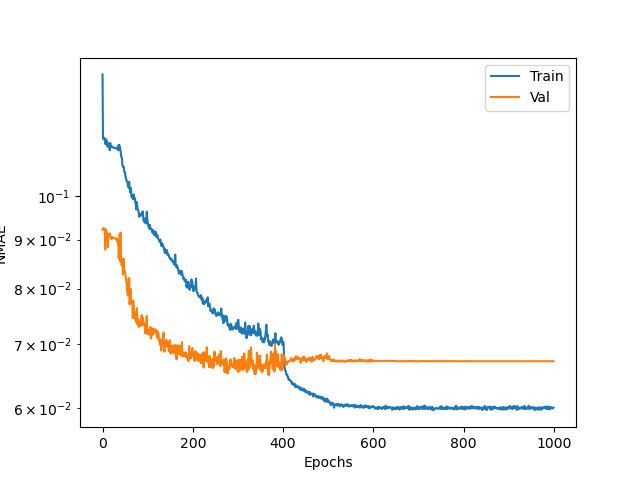 Train
Val
10⁻¹
9 × 10⁻²
8 × 10⁻²
7 × 10⁻²
6 × 10⁻²
NMAE
0 200 400 600 800 1000
Epochs